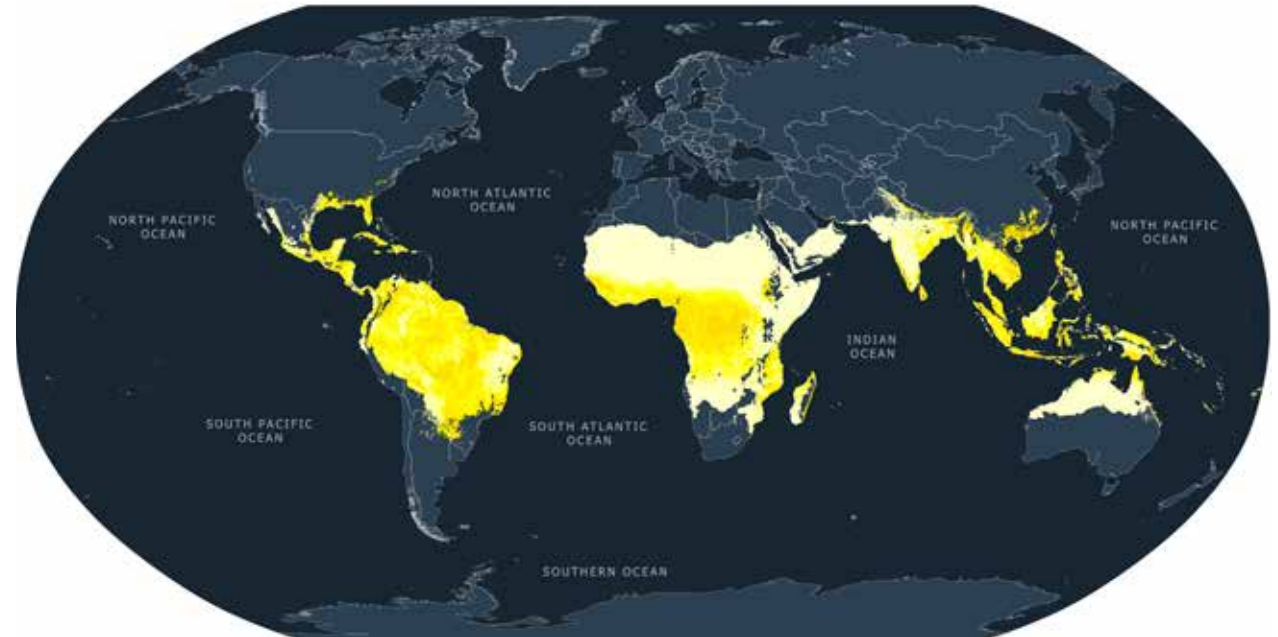 NORTH ATLANTIC
OCEAN
NORTH PACIFIC
OCEAN
NORTH PACIFIC
OCEAN
INDIAN
OCEAN
SOUTH PACIFIC
OCEAN
SOUTH ATLANTIC
OCEAN
SOUTHERN OCEAN